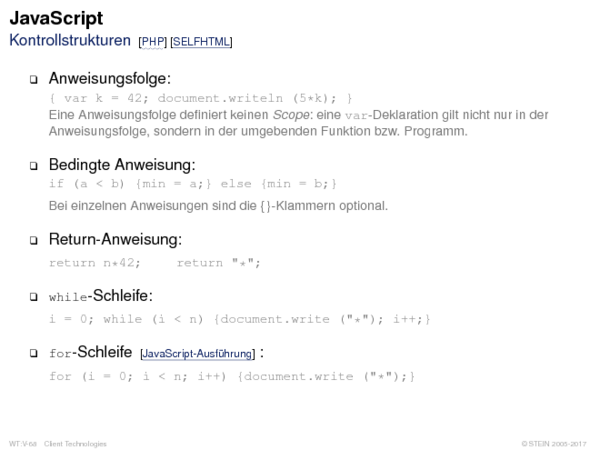 JavaScript
Kontrollstrukturen [PHP] [SELFHTML]
❑ Anweisungsfolge:
{ var k = 42; document.writeln (5*k); }
Eine Anweisungsfolge definiert keinen Scope: eine var-Deklaration gilt nicht nur in der
Anweisungsfolge, sondern in der umgebenden Funktion bzw. Programm.
❑ Bedingte Anweisung:
if (a < b) {min = a;} else {min = b;}
Bei einzelnen Anweisungen sind die {}-Klammern optional.
❑ Return-Anweisung:
return n*42; return "*";
❑ while-Schleife:
i = 0; while (i < n) {document.write ("*"); i++;}
❑ for-Schleife [JavaScript-Ausführung] :
for (i = 0; i < n; i++) {document.write ("*");}
WT:V-64 Client Technologies © STEIN 2005-2017